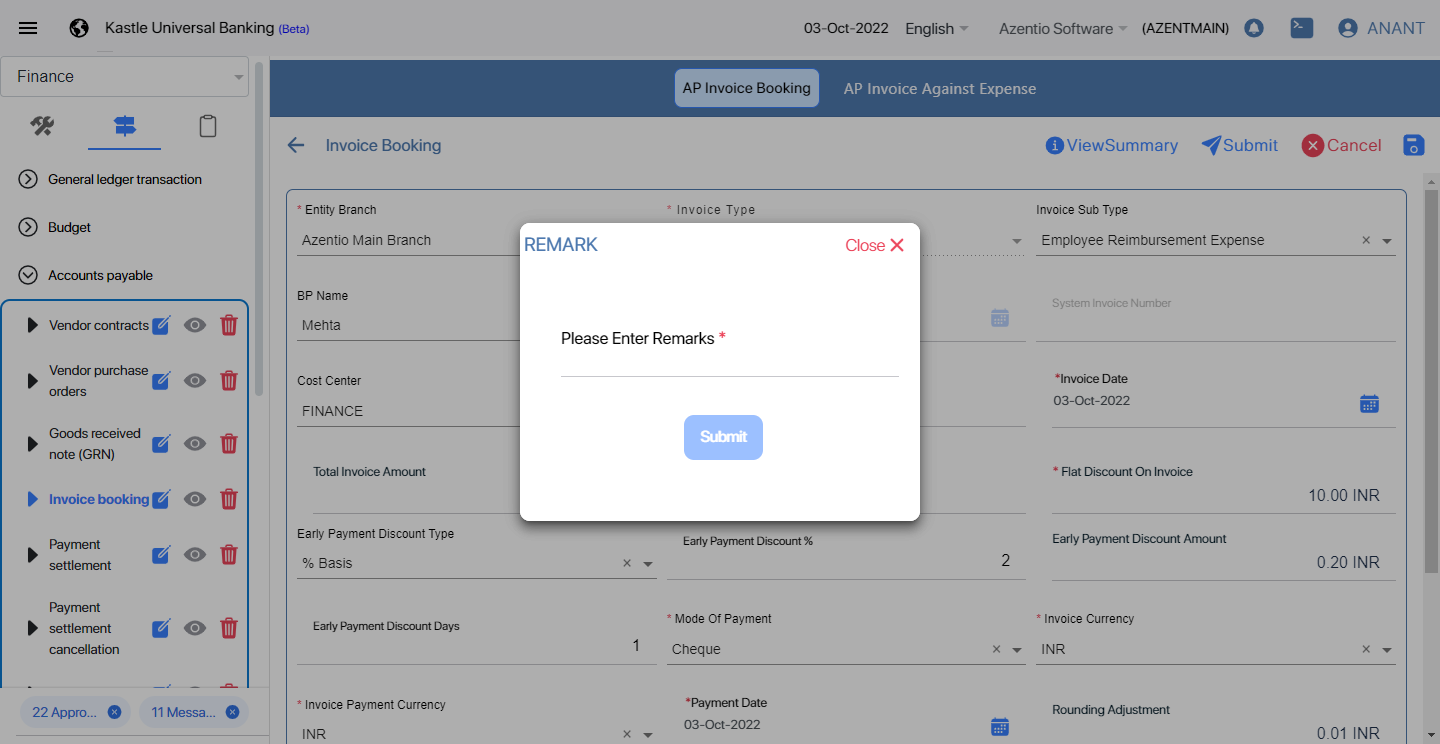 Kastle Universal Banking (Beta)
03-Oct-2022 English Azentio Software (AZENTMAIN) ANANT
Finance
AP Invoice Booking AP Invoice Against Expense
Invoice Booking
ViewSummary Submit Cancel
General ledger transaction
Budget
Accounts payable
Vendor contracts
Vendor purchase
orders
Goods received
note (GRN)
Invoice booking
Payment
settlement
Payment
settlement
cancellation
22 Appro... 11 Messa...
* Entity Branch
Azentio Main Branch
* Invoice Type
Invoice Sub Type
Employee Reimbursement Expense
BP Name
Mehta
System Invoice Number
Cost Center
FINANCE
*Invoice Date
03-Oct-2022
Total Invoice Amount
* Flat Discount On Invoice
10.00 INR
Early Payment Discount Type
% Basis
Early Payment Discount %
2
Early Payment Discount Amount
0.20 INR
Early Payment Discount Days
1
* Mode Of Payment
Cheque
* Invoice Currency
INR
* Invoice Payment Currency
INR
*Payment Date
03-Oct-2022
Rounding Adjustment
0.01 INR
REMARK
Close
Please Enter Remarks *
Submit